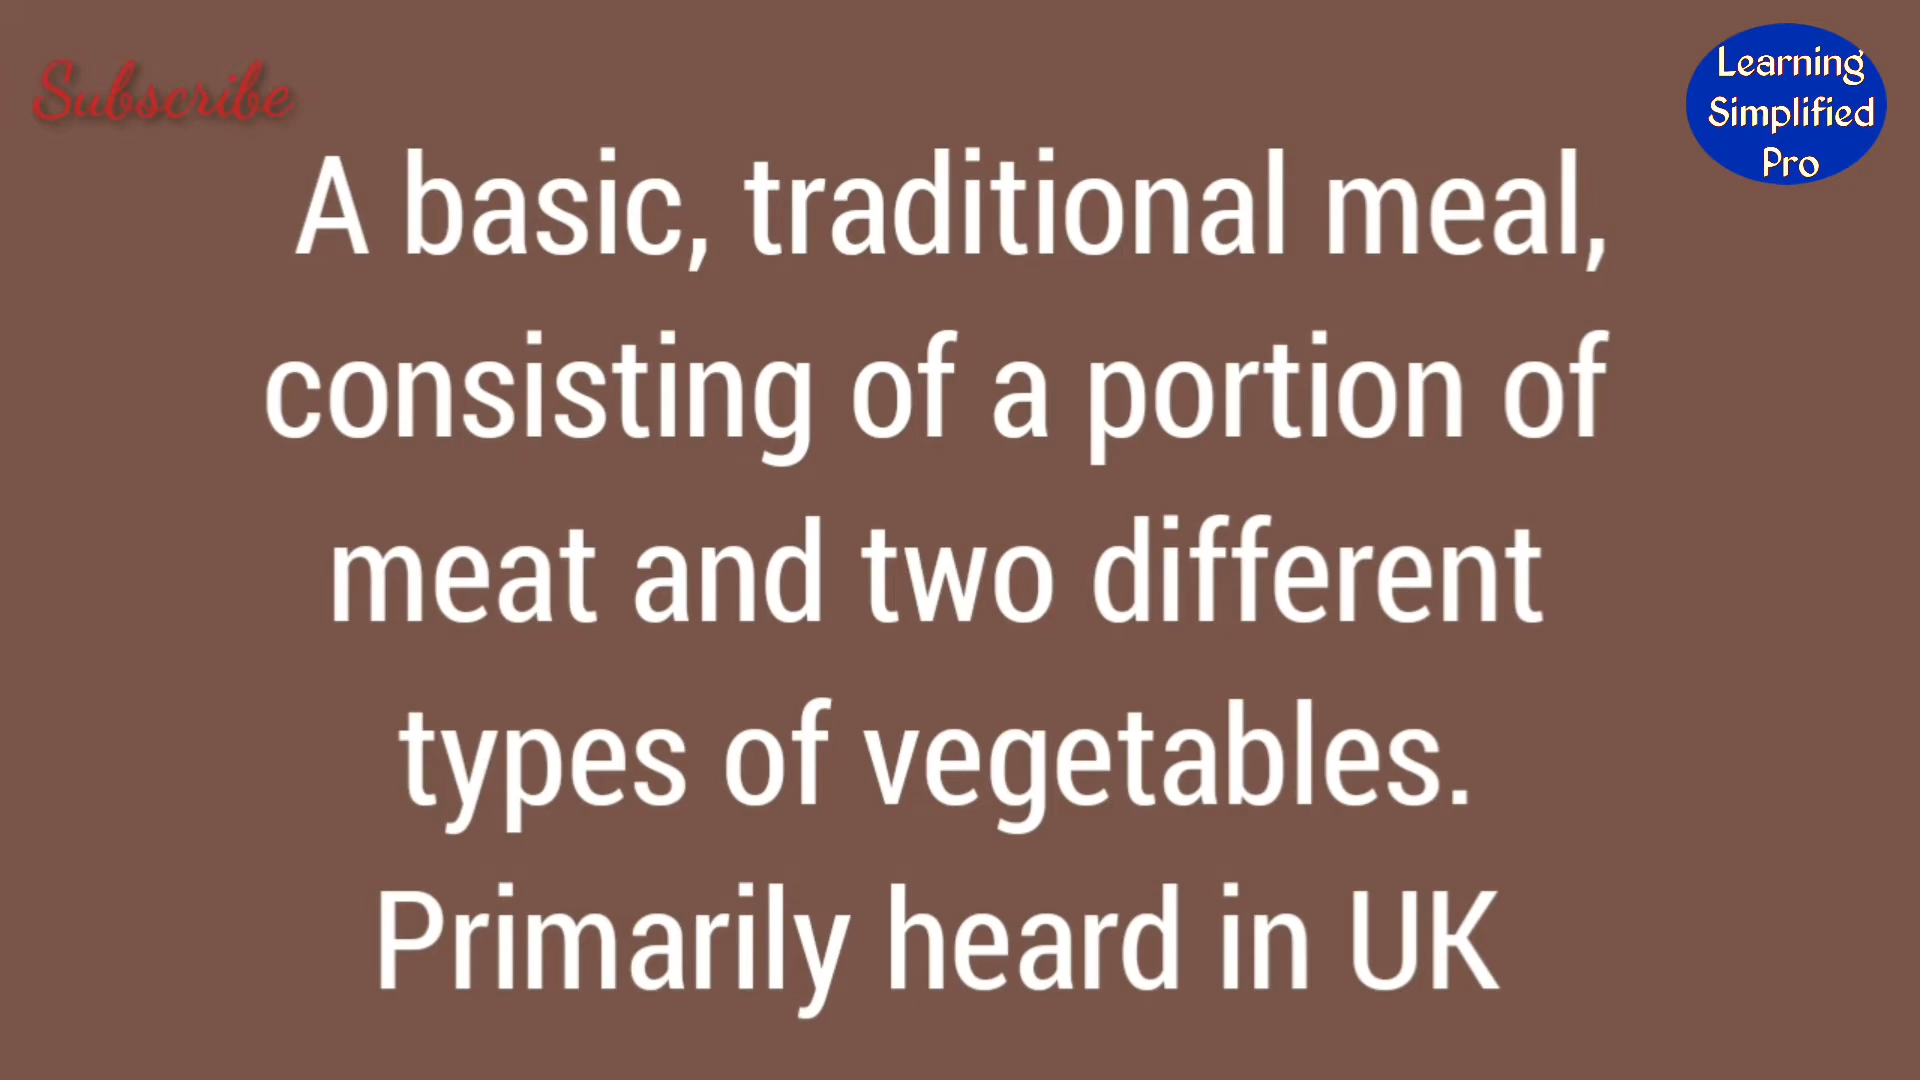 Subscribe
Learning
Simplified
Pro
A basic, traditional meal,
consisting of a portion of
meat and two different
types of vegetables.
Primarily heard in UK